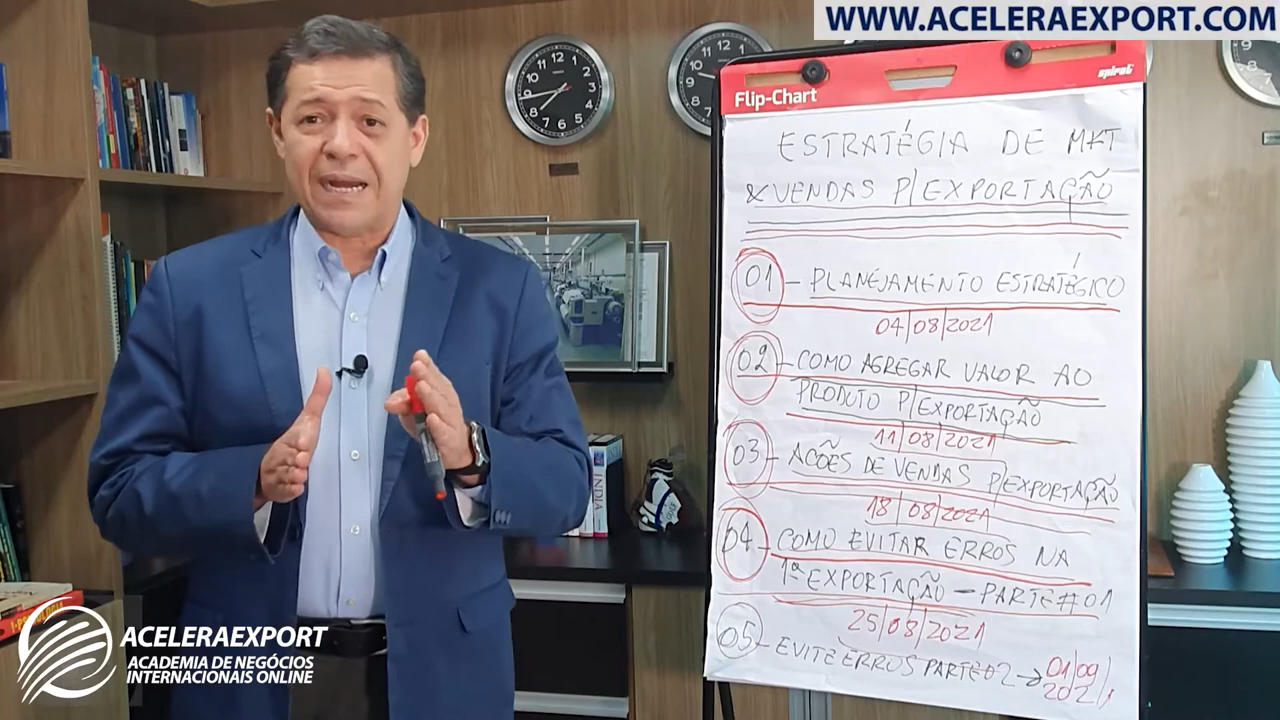 WWW.ACELERAEXPORT.COM
Flip-Chart
spiral
ESTRATÉGIA DE MKT
& VENDAS P/ EXPORTAÇÃO
01 - PLANEJAMENTO ESTRATÉGICO
04/08/2021
02 - COMO AGREGAR VALOR AO
PRODUTO P/ EXPORTAÇÃO
11/08/2021
03 - AÇÕES DE VENDAS P/ EXPORTAÇÃO
18/08/2021
04 - COMO EVITAR ERROS NA
1ª EXPORTAÇÃO - PARTE #01
25/08/2021
05 - EVITE ERROS PARTE #2 → 01/09/
2021
INDIA
ACELERAEXPORT
ACADEMIA DE NEGÓCIOS
INTERNACIONAIS ONLINE